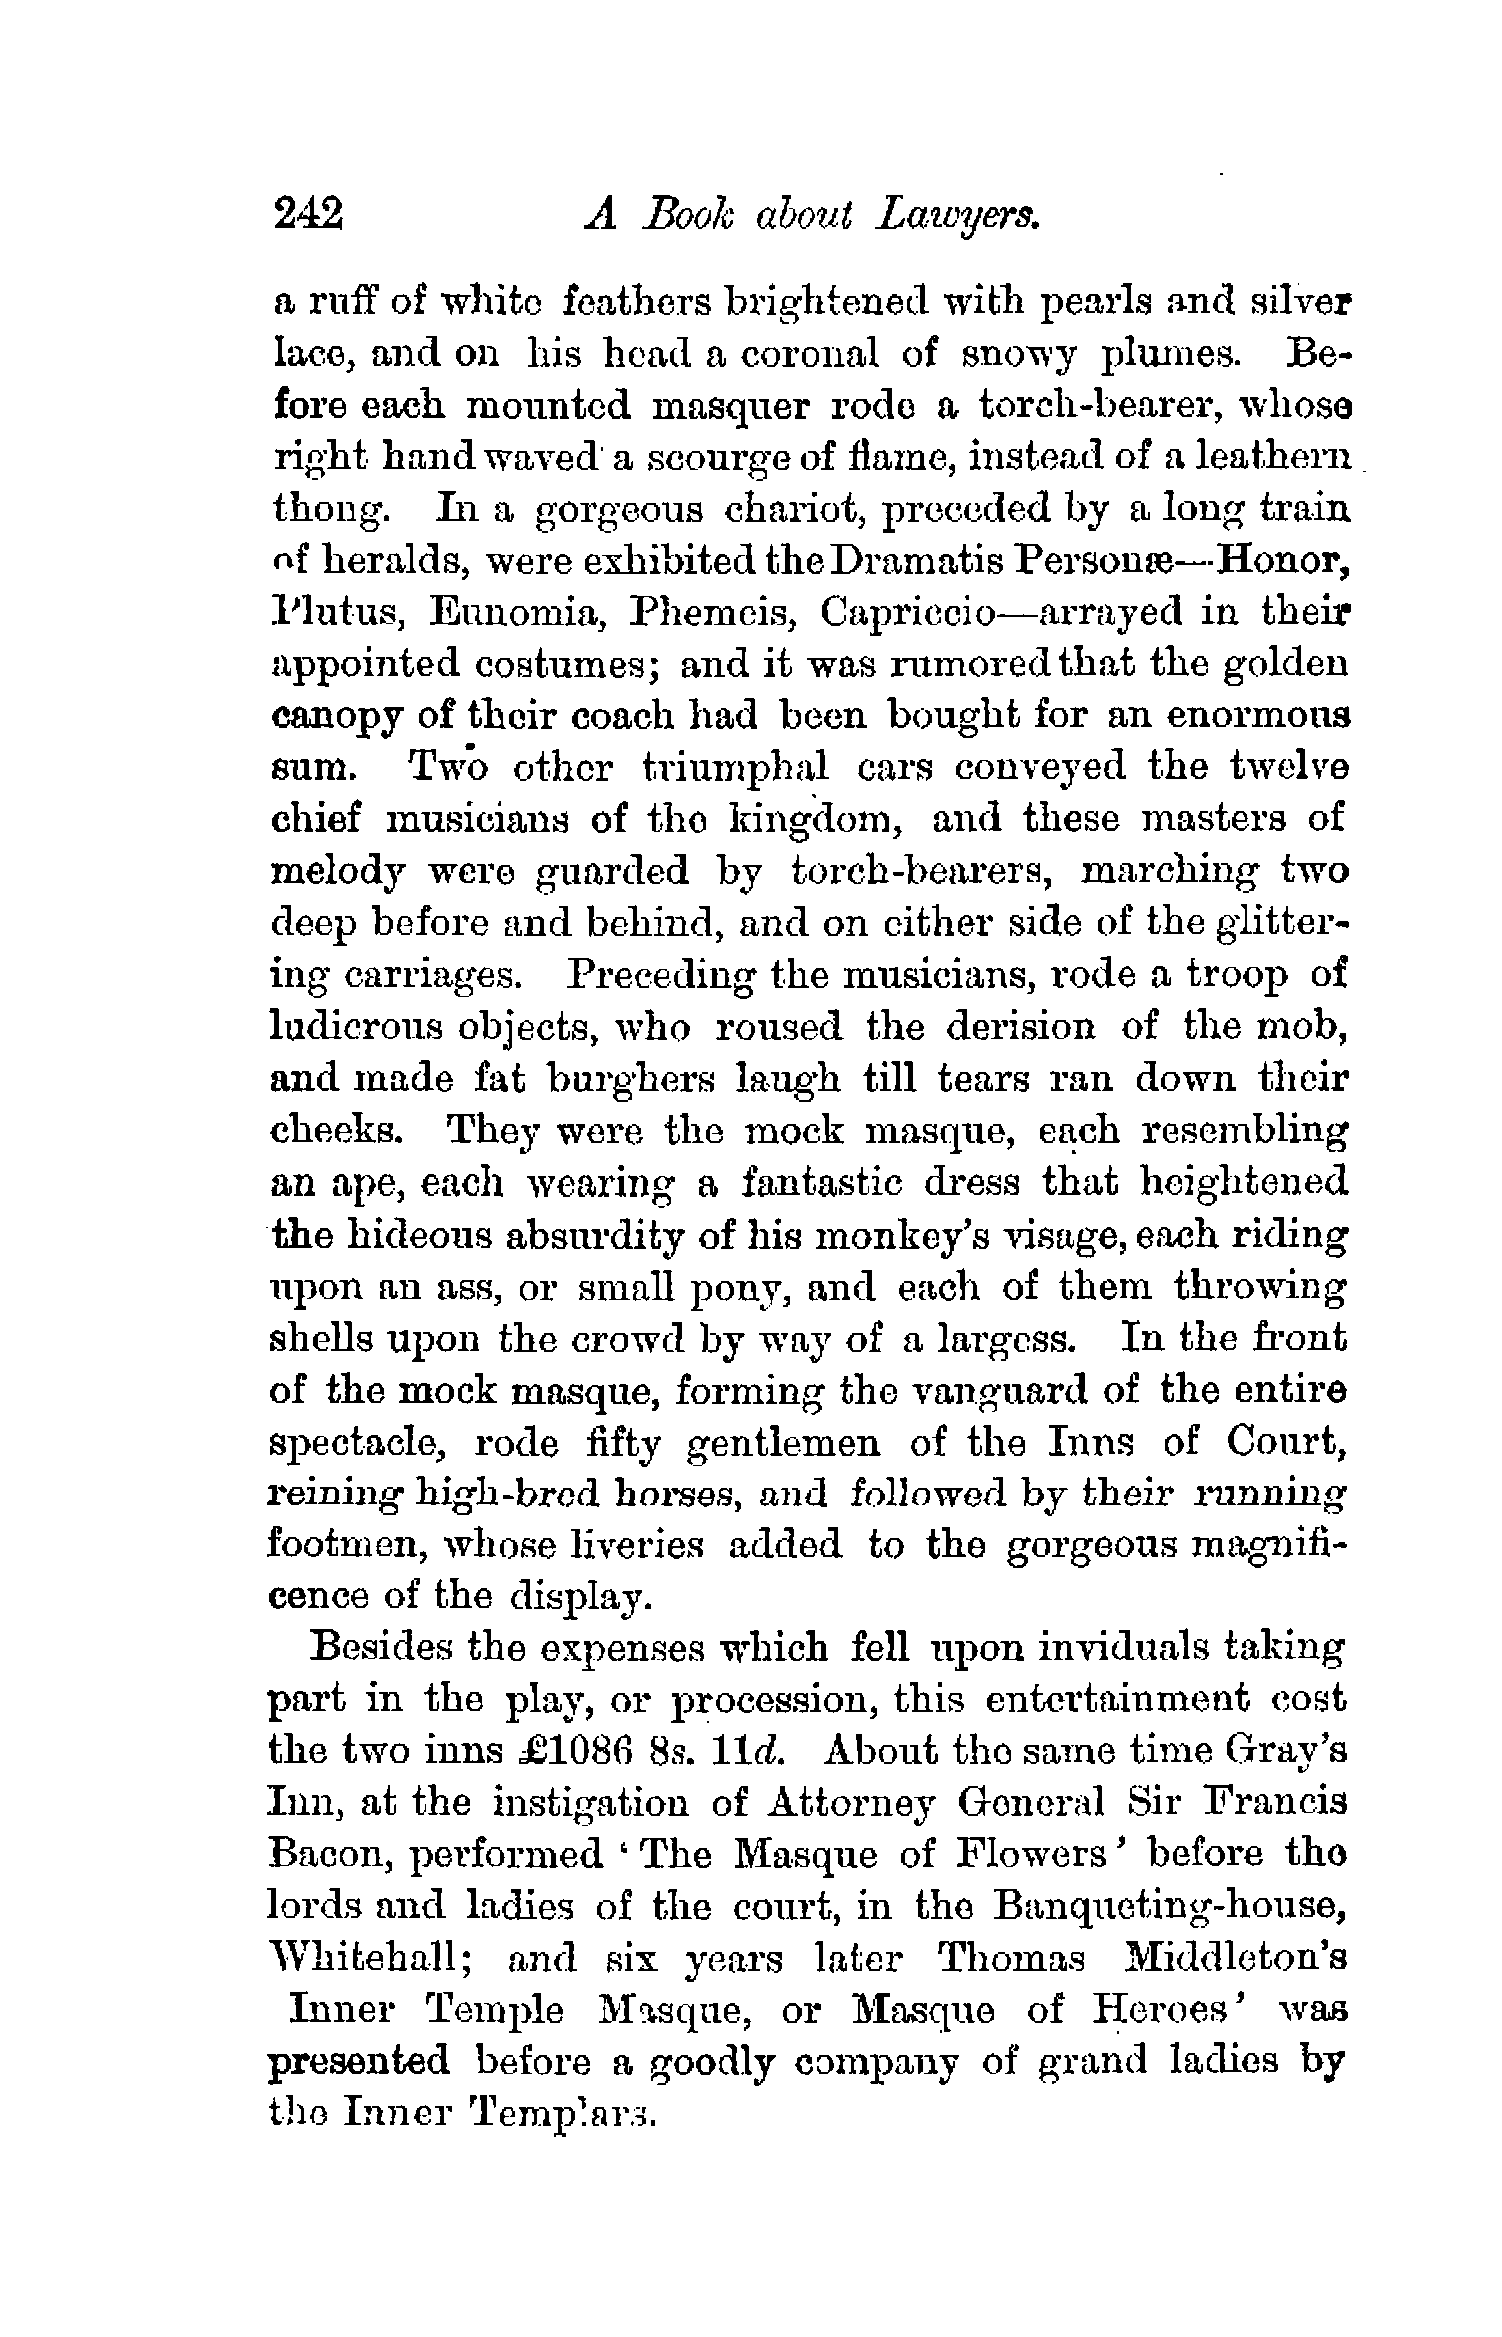 242 A Book about Lawyers.
a ruff of white feathers brightened with pearls and silver
lace, and on his head a coronal of snowy plumes. Be-
fore each mounted masquer rode a torch-bearer, whose
right hand waved a scourge of flame, instead of a leathern
thong. In a gorgeous chariot, preceded by a long train
of heralds, were exhibited the Dramatis Personæ—Honor,
Plutus, Eunomia, Phemeis, Capriccio—arrayed in their
appointed costumes; and it was rumored that the golden
canopy of their coach had been bought for an enormous
sum. Two other triumphal cars conveyed the twelve
chief musicians of the kingdom, and these masters of
melody were guarded by torch-bearers, marching two
deep before and behind, and on either side of the glitter-
ing carriages. Preceding the musicians, rode a troop of
ludicrous objects, who roused the derision of the mob,
and made fat burghers laugh till tears ran down their
cheeks. They were the mock masque, each resembling
an ape, each wearing a fantastic dress that heightened
the hideous absurdity of his monkey's visage, each riding
upon an ass, or small pony, and each of them throwing
shells upon the crowd by way of a largess. In the front
of the mock masque, forming the vanguard of the entire
spectacle, rode fifty gentlemen of the Inns of Court,
reining high-bred horses, and followed by their running
footmen, whose liveries added to the gorgeous magnifi-
cence of the display.
Besides the expenses which fell upon inviduals taking
part in the play, or procession, this entertainment cost
the two inns £1086 8s. 11d. About the same time Gray's
Inn, at the instigation of Attorney General Sir Francis
Bacon, performed ‘The Masque of Flowers’ before the
lords and ladies of the court, in the Banqueting-house,
Whitehall; and six years later Thomas Middleton's
Inner Temple Masque, or Masque of Heroes’ was
presented before a goodly company of grand ladies by
the Inner Templars.